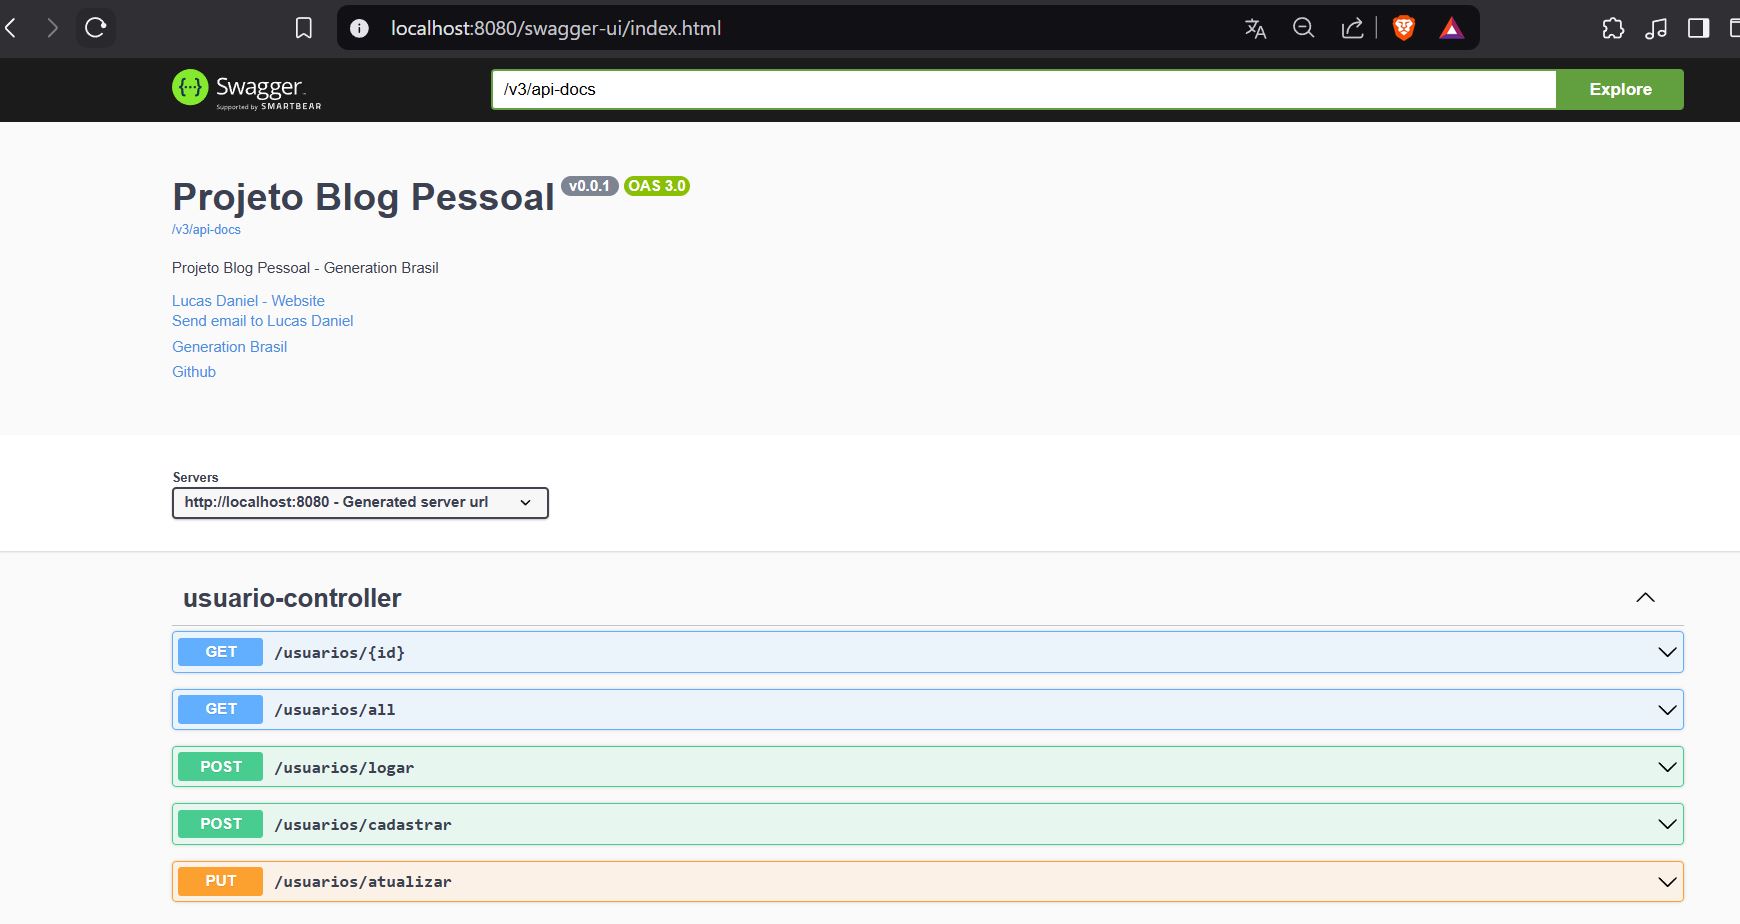 localhost:8080/swagger-ui/index.html
Swagger
Supported by SMARTBEAR
/v3/api-docs
Explore
Projeto Blog Pessoal v0.0.1 OAS 3.0
/v3/api-docs
Projeto Blog Pessoal - Generation Brasil
Lucas Daniel - Website
Send email to Lucas Daniel
Generation Brasil
Github
Servers
http://localhost:8080 - Generated server url
usuario-controller
GET /usuarios/{id}
GET /usuarios/all
POST /usuarios/logar
POST /usuarios/cadastrar
PUT /usuarios/atualizar